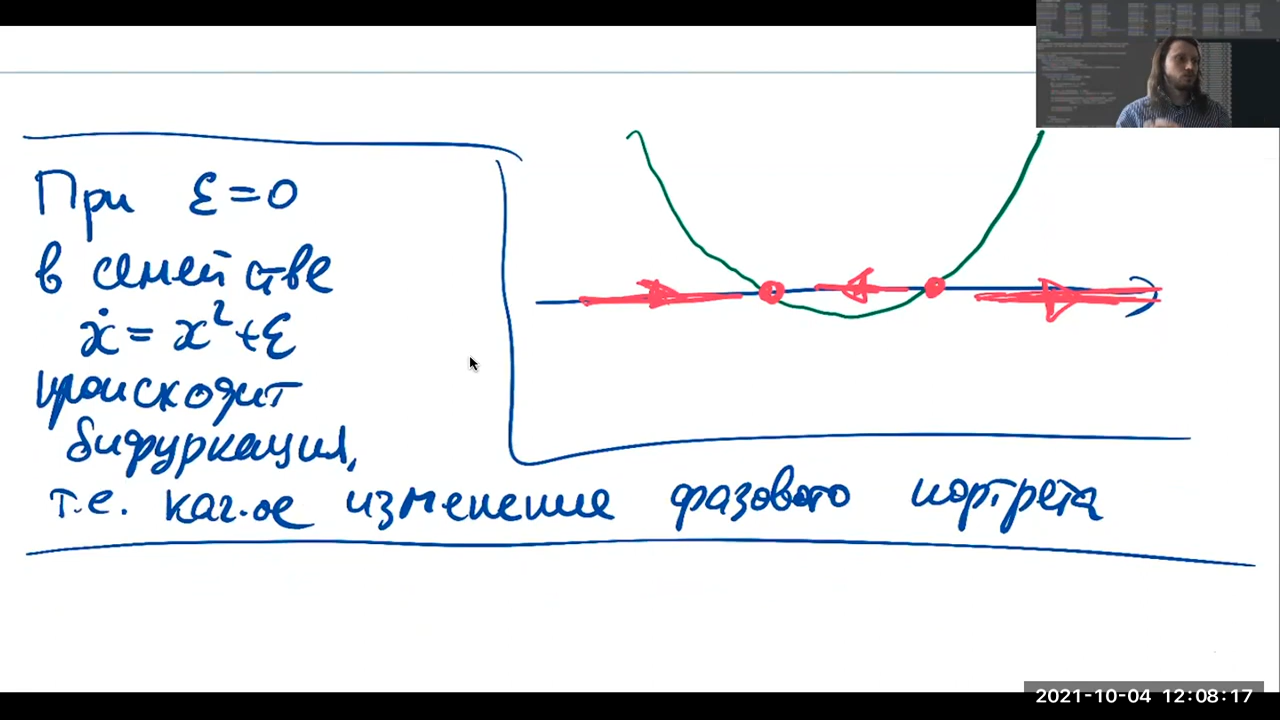 При ε=0
в семействе
ẋ = x²+ε
происходит
бифуркация,
т.е. кач-ое изменение фазового портрета
2021-10-04 12:08:17